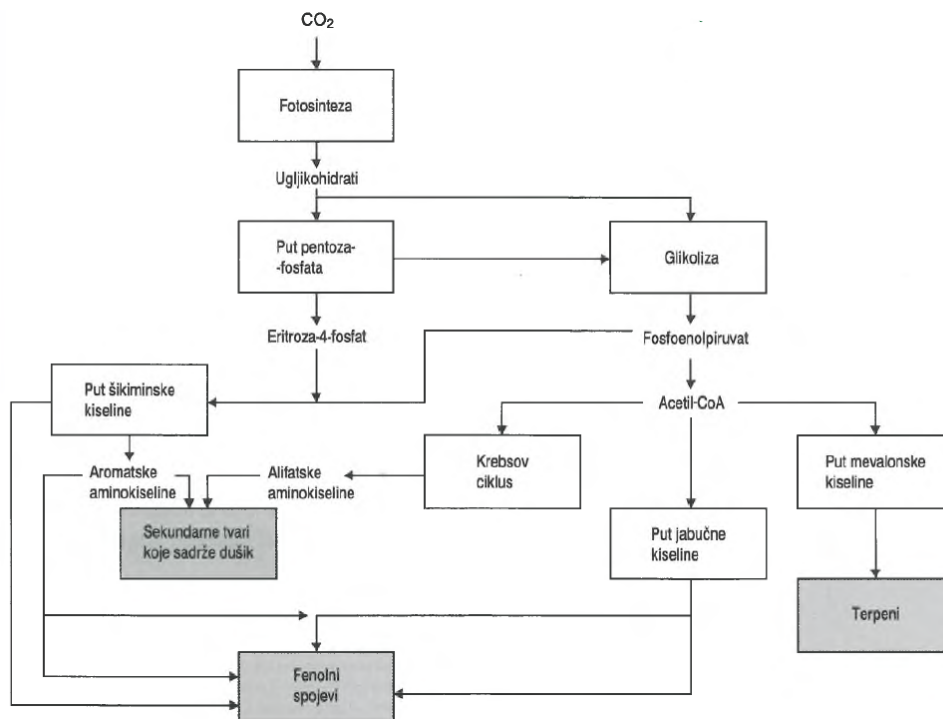 CO₂
Fotosinteza
Ugljikohidrati
Put pentoza-
-fosfata
Glikoliza
Eritroza-4-fosfat
Fosfoenolpiruvat
Put šikiminske
kiseline
Acetil-CoA
Aromatske
aminokiseline
Alifatske
aminokiseline
Krebsov
ciklus
Put mevalonske
kiseline
Sekundarne tvari
koje sadrže dušik
Put jabučne
kiseline
Terpeni
Fenolni
spojevi